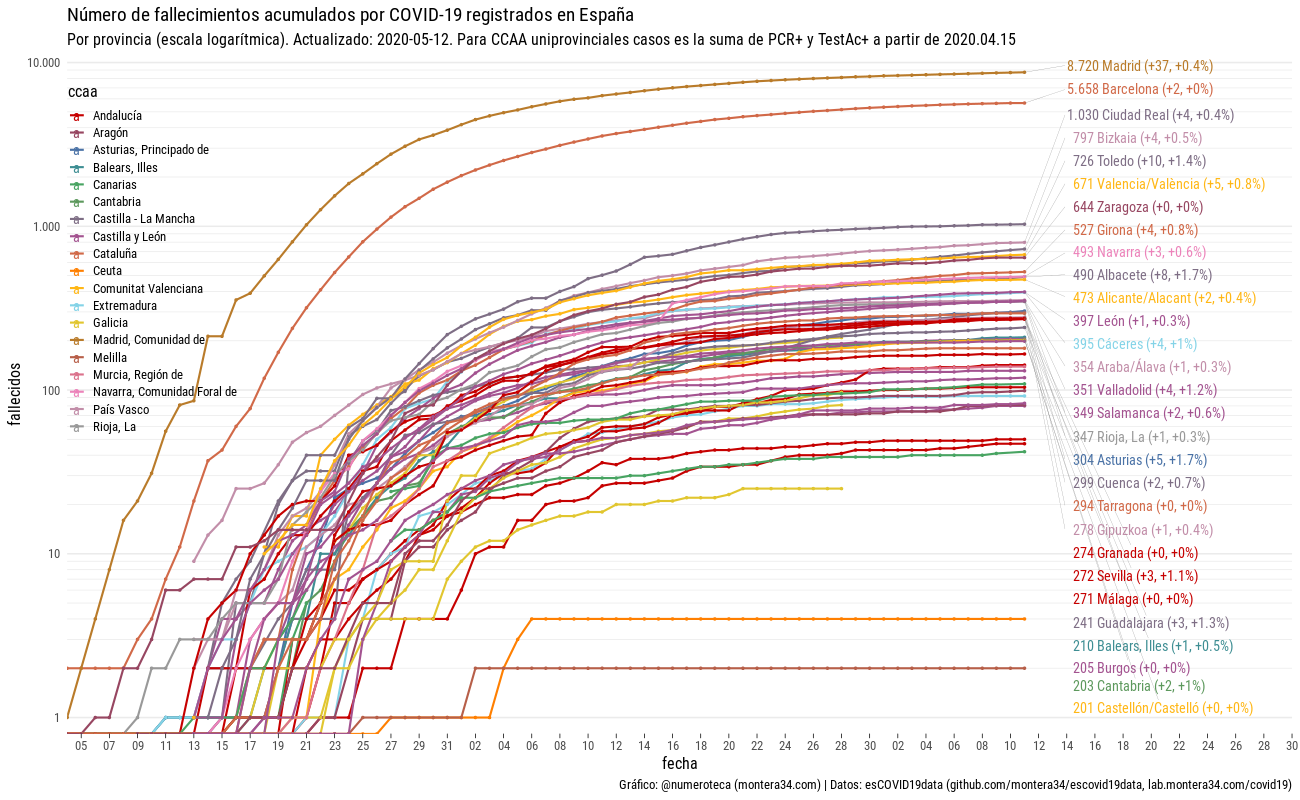 Número de fallecimientos acumulados por COVID-19 registrados en España
Por provincia (escala logarítmica). Actualizado: 2020-05-12. Para CCAA uniprovinciales casos es la suma de PCR+ y TestAc+ a partir de 2020.04.15
10.000
1.000
100
10
1
fallecidos
ccaa
Andalucía
Aragón
Asturias, Principado de
Balears, Illes
Canarias
Cantabria
Castilla - La Mancha
Castilla y León
Cataluña
Ceuta
Comunitat Valenciana
Extremadura
Galicia
Madrid, Comunidad de
Melilla
Murcia, Región de
Navarra, Comunidad Foral de
País Vasco
Rioja, La
8.720 Madrid (+37, +0.4%)
5.658 Barcelona (+2, +0%)
1.030 Ciudad Real (+4, +0.4%)
797 Bizkaia (+4, +0.5%)
726 Toledo (+10, +1.4%)
671 Valencia/València (+5, +0.8%)
644 Zaragoza (+0, +0%)
527 Girona (+4, +0.8%)
493 Navarra (+3, +0.6%)
490 Albacete (+8, +1.7%)
473 Alicante/Alacant (+2, +0.4%)
397 León (+1, +0.3%)
395 Cáceres (+4, +1%)
354 Araba/Álava (+1, +0.3%)
351 Valladolid (+4, +1.2%)
349 Salamanca (+2, +0.6%)
347 Rioja, La (+1, +0.3%)
304 Asturias (+5, +1.7%)
299 Cuenca (+2, +0.7%)
294 Tarragona (+0, +0%)
278 Gipuzkoa (+1, +0.4%)
274 Granada (+0, +0%)
272 Sevilla (+3, +1.1%)
271 Málaga (+0, +0%)
241 Guadalajara (+3, +1.3%)
210 Balears, Illes (+1, +0.5%)
205 Burgos (+0, +0%)
203 Cantabria (+2, +1%)
201 Castellón/Castelló (+0, +0%)
05 07 09 11 13 15 17 19 21 23 25 27 29 31 02 04 06 08 10 12 14 16 18 20 22 24 26 28 30 02 04 06 08 10 12 14 16 18 20 22 24 26 28 30
fecha
Gráfico: @numeroteca (montera34.com) | Datos: esCOVID19data (github.com/montera34/escovid19data, lab.montera34.com/covid19)